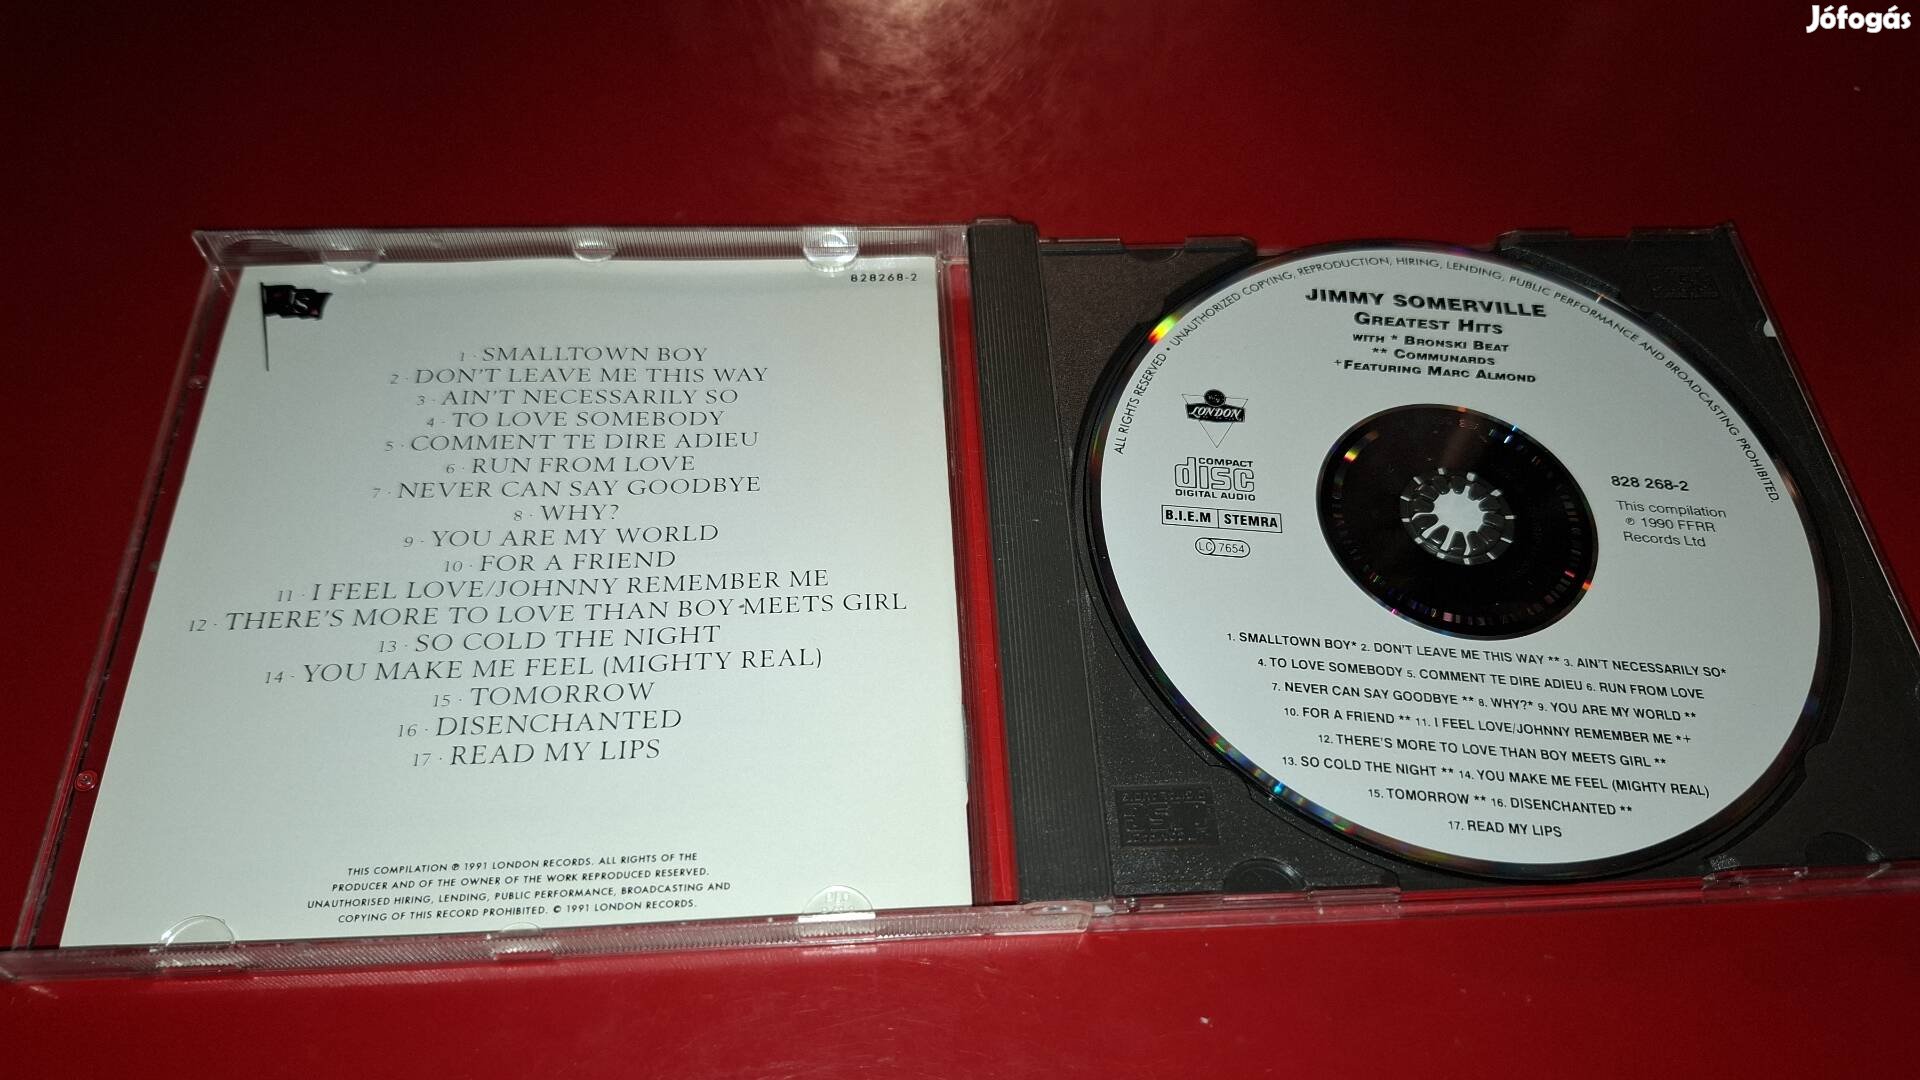 Jófogás
828268-2
1 · SMALLTOWN BOY
2 · DON'T LEAVE ME THIS WAY
3 · AIN'T NECESSARILY SO
4 · TO LOVE SOMEBODY
5 · COMMENT TE DIRE ADIEU
6 · RUN FROM LOVE
7 · NEVER CAN SAY GOODBYE
8 · WHY?
9 · YOU ARE MY WORLD
10 · FOR A FRIEND
11 · I FEEL LOVE/JOHNNY REMEMBER ME
12 · THERE'S MORE TO LOVE THAN BOY MEETS GIRL
13 · SO COLD THE NIGHT
14 · YOU MAKE ME FEEL (MIGHTY REAL)
15 · TOMORROW
16 · DISENCHANTED
17 · READ MY LIPS
THIS COMPILATION ℗ 1991 LONDON RECORDS. ALL RIGHTS OF THE
PRODUCER AND OF THE OWNER OF THE WORK REPRODUCED RESERVED.
UNAUTHORISED HIRING, LENDING, PUBLIC PERFORMANCE, BROADCASTING AND
COPYING OF THIS RECORD PROHIBITED. © 1991 LONDON RECORDS.
ALL RIGHTS RESERVED • UNAUTHORIZED COPYING, REPRODUCTION, HIRING, LENDING, PUBLIC PERFORMANCE AND BROADCASTING PROHIBITED.
JIMMY SOMERVILLE
GREATEST HITS
WITH * BRONSKI BEAT
** COMMUNARDS
+FEATURING MARC ALMOND
LONDON
COMPACT
disc
DIGITAL AUDIO
B.I.E.M STEMRA
LC 7654
828 268-2
This compilation
℗ 1990 FFRR
Records Ltd
1. SMALLTOWN BOY* 2. DON'T LEAVE ME THIS WAY ** 3. AIN'T NECESSARILY SO*
4. TO LOVE SOMEBODY 5. COMMENT TE DIRE ADIEU 6. RUN FROM LOVE
7. NEVER CAN SAY GOODBYE ** 8. WHY?* 9. YOU ARE MY WORLD **
10. FOR A FRIEND ** 11. I FEEL LOVE/JOHNNY REMEMBER ME *+
12. THERE'S MORE TO LOVE THAN BOY MEETS GIRL **
13. SO COLD THE NIGHT ** 14. YOU MAKE ME FEEL (MIGHTY REAL)
15. TOMORROW ** 16. DISENCHANTED **
17. READ MY LIPS